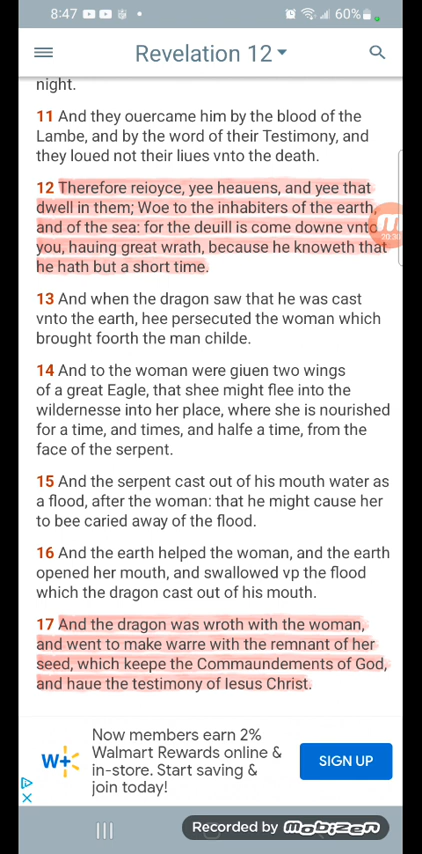 8:47 60%
Revelation 12
night.
11 And they ouercame him by the blood of the
Lambe, and by the word of their Testimony, and
they loued not their liues vnto the death.
12 Therefore reioyce, yee heauens, and yee that
dwell in them; Woe to the inhabiters of the earth,
and of the sea: for the deuill is come downe vnto
you, hauing great wrath, because he knoweth that
he hath but a short time.
13 And when the dragon saw that he was cast
vnto the earth, hee persecuted the woman which
brought foorth the man childe.
14 And to the woman were giuen two wings
of a great Eagle, that shee might flee into the
wildernesse into her place, where she is nourished
for a time, and times, and halfe a time, from the
face of the serpent.
15 And the serpent cast out of his mouth water as
a flood, after the woman: that he might cause her
to bee caried away of the flood.
16 And the earth helped the woman, and the earth
opened her mouth, and swallowed vp the flood
which the dragon cast out of his mouth.
17 And the dragon was wroth with the woman,
and went to make warre with the remnant of her
seed, which keepe the Commaundements of God,
and haue the testimony of Iesus Christ.
W+
Now members earn 2%
Walmart Rewards online &
in-store. Start saving &
join today!
SIGN UP
Recorded by MOBIZEN